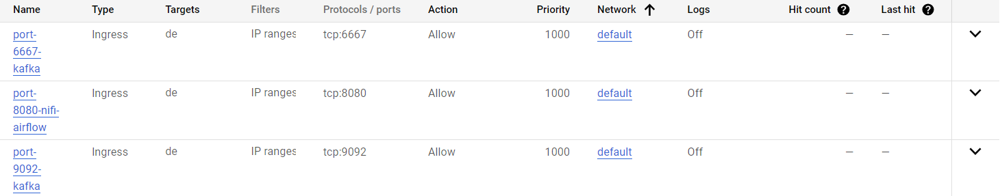 Name Type Targets Filters Protocols / ports Action Priority Network ↑ Logs Hit count ? Last hit ?
port- Ingress de IP ranges tcp:6667 Allow 1000 default Off — —
6667-
kafka
port- Ingress de IP ranges tcp:8080 Allow 1000 default Off — —
8080-nifi-
airflow
port- Ingress de IP ranges tcp:9092 Allow 1000 default Off — —
9092-
kafka